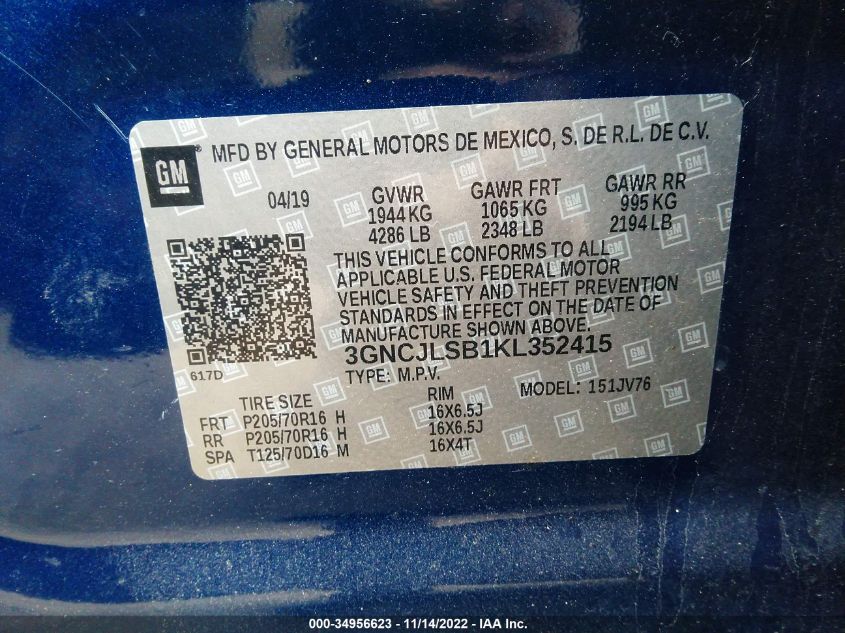 GM
MFD BY GENERAL MOTORS DE MEXICO, S. DE R.L. DE C.V.
04/19 GVWR GAWR FRT GAWR RR
1944 KG 1065 KG 995 KG
4286 LB 2348 LB 2194 LB
THIS VEHICLE CONFORMS TO ALL
APPLICABLE U.S. FEDERAL MOTOR
VEHICLE SAFETY AND THEFT PREVENTION
STANDARDS IN EFFECT ON THE DATE OF
MANUFACTURE SHOWN ABOVE.
617D
3GNCJLSB1KL352415
TYPE: M.P.V. MODEL: 151JV76
TIRE SIZE RIM
FRT P205/70R16 H 16X6.5J
RR P205/70R16 H 16X6.5J
SPA T125/70D16 M 16X4T
000-34956623 - 11/14/2022 - IAA Inc.